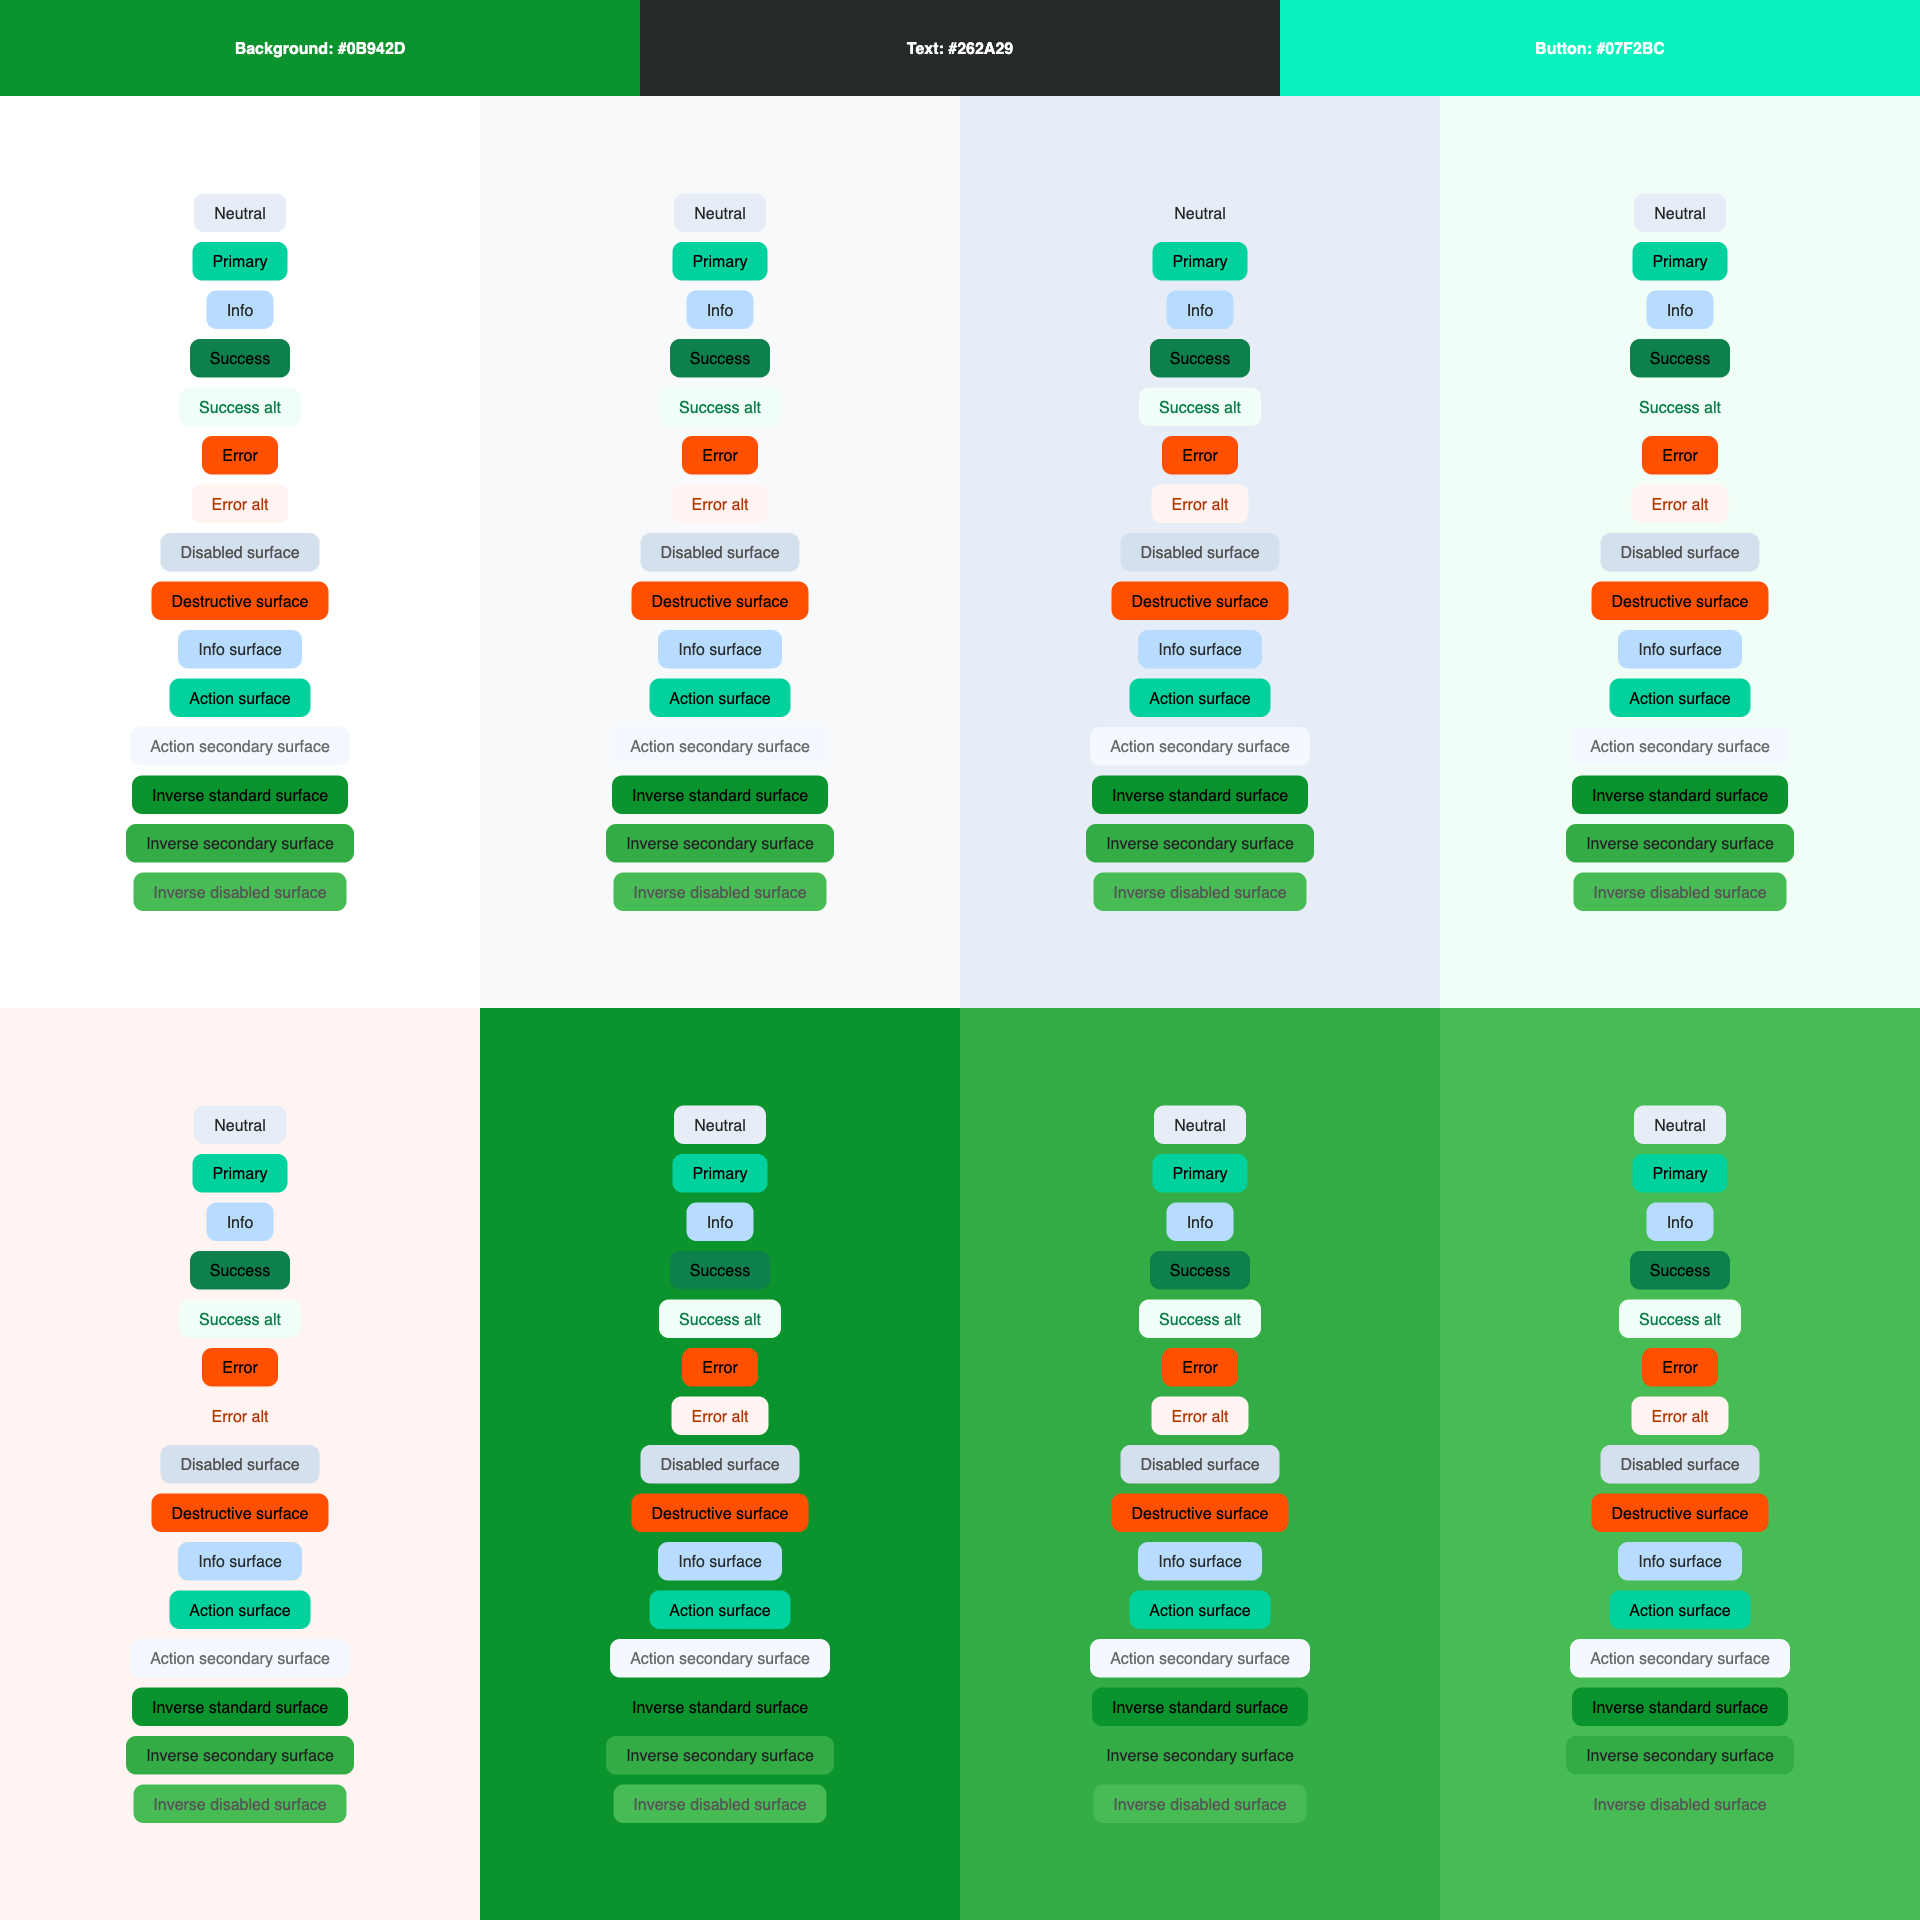 Background: #0B942D
Text: #262A29
Button: #07F2BC
Neutral
Primary
Info
Success
Success alt
Error
Error alt
Disabled surface
Destructive surface
Info surface
Action surface
Action secondary surface
Inverse standard surface
Inverse secondary surface
Inverse disabled surface
Neutral
Primary
Info
Success
Success alt
Error
Error alt
Disabled surface
Destructive surface
Info surface
Action surface
Action secondary surface
Inverse standard surface
Inverse secondary surface
Inverse disabled surface
Neutral
Primary
Info
Success
Success alt
Error
Error alt
Disabled surface
Destructive surface
Info surface
Action surface
Action secondary surface
Inverse standard surface
Inverse secondary surface
Inverse disabled surface
Neutral
Primary
Info
Success
Success alt
Error
Error alt
Disabled surface
Destructive surface
Info surface
Action surface
Action secondary surface
Inverse standard surface
Inverse secondary surface
Inverse disabled surface
Neutral
Primary
Info
Success
Success alt
Error
Error alt
Disabled surface
Destructive surface
Info surface
Action surface
Action secondary surface
Inverse standard surface
Inverse secondary surface
Inverse disabled surface
Neutral
Primary
Info
Success
Success alt
Error
Error alt
Disabled surface
Destructive surface
Info surface
Action surface
Action secondary surface
Inverse standard surface
Inverse secondary surface
Inverse disabled surface
Neutral
Primary
Info
Success
Success alt
Error
Error alt
Disabled surface
Destructive surface
Info surface
Action surface
Action secondary surface
Inverse standard surface
Inverse secondary surface
Inverse disabled surface
Neutral
Primary
Info
Success
Success alt
Error
Error alt
Disabled surface
Destructive surface
Info surface
Action surface
Action secondary surface
Inverse standard surface
Inverse secondary surface
Inverse disabled surface